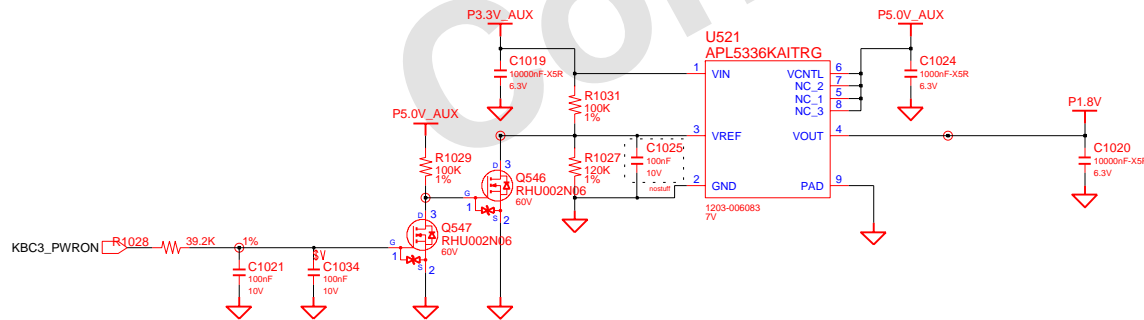 Con
P3.3V_AUX
P5.0V_AUX
U521
APL5336KAITRG
C1019
10000nF-X5R
6.3V
1
VIN
VCNTL
6
NC_2
7
NC_1
5
NC_3
8
C1024
1000nF-X5R
6.3V
R1031
100K
1%
P5.0V_AUX
P1.8V
3
VREF
VOUT
4
R1029
100K
1%
D
3
Q546
RHU002N06
60V
G
1
S
2
R1027
120K
1%
C1025
100nF
10V
nostuff
2
GND
PAD
9
1203-006083
7V
C1020
10000nF-X5R
6.3V
D
3
Q547
RHU002N06
60V
G
1
S
2
KBC3_PWRON
R1028
39.2K
1%
C1021
100nF
10V
SV
C1034
100nF
10V